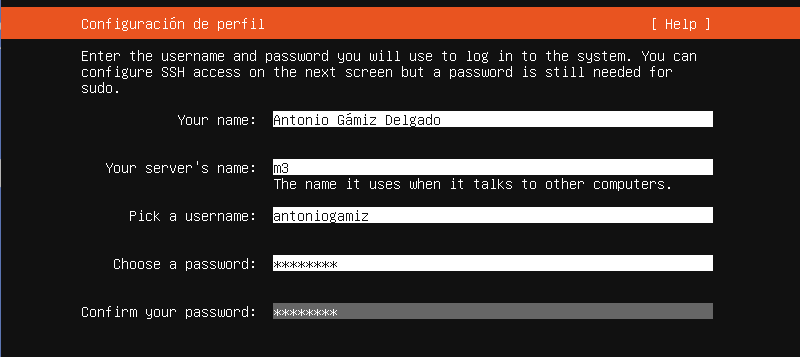 Configuración de perfil [ Help ]
Enter the username and password you will use to log in to the system. You can
configure SSH access on the next screen but a password is still needed for
sudo.
Your name: Antonio Gámiz Delgado
Your server's name: m3
The name it uses when it talks to other computers.
Pick a username: antoniogamiz
Choose a password: ********
Confirm your password: ********